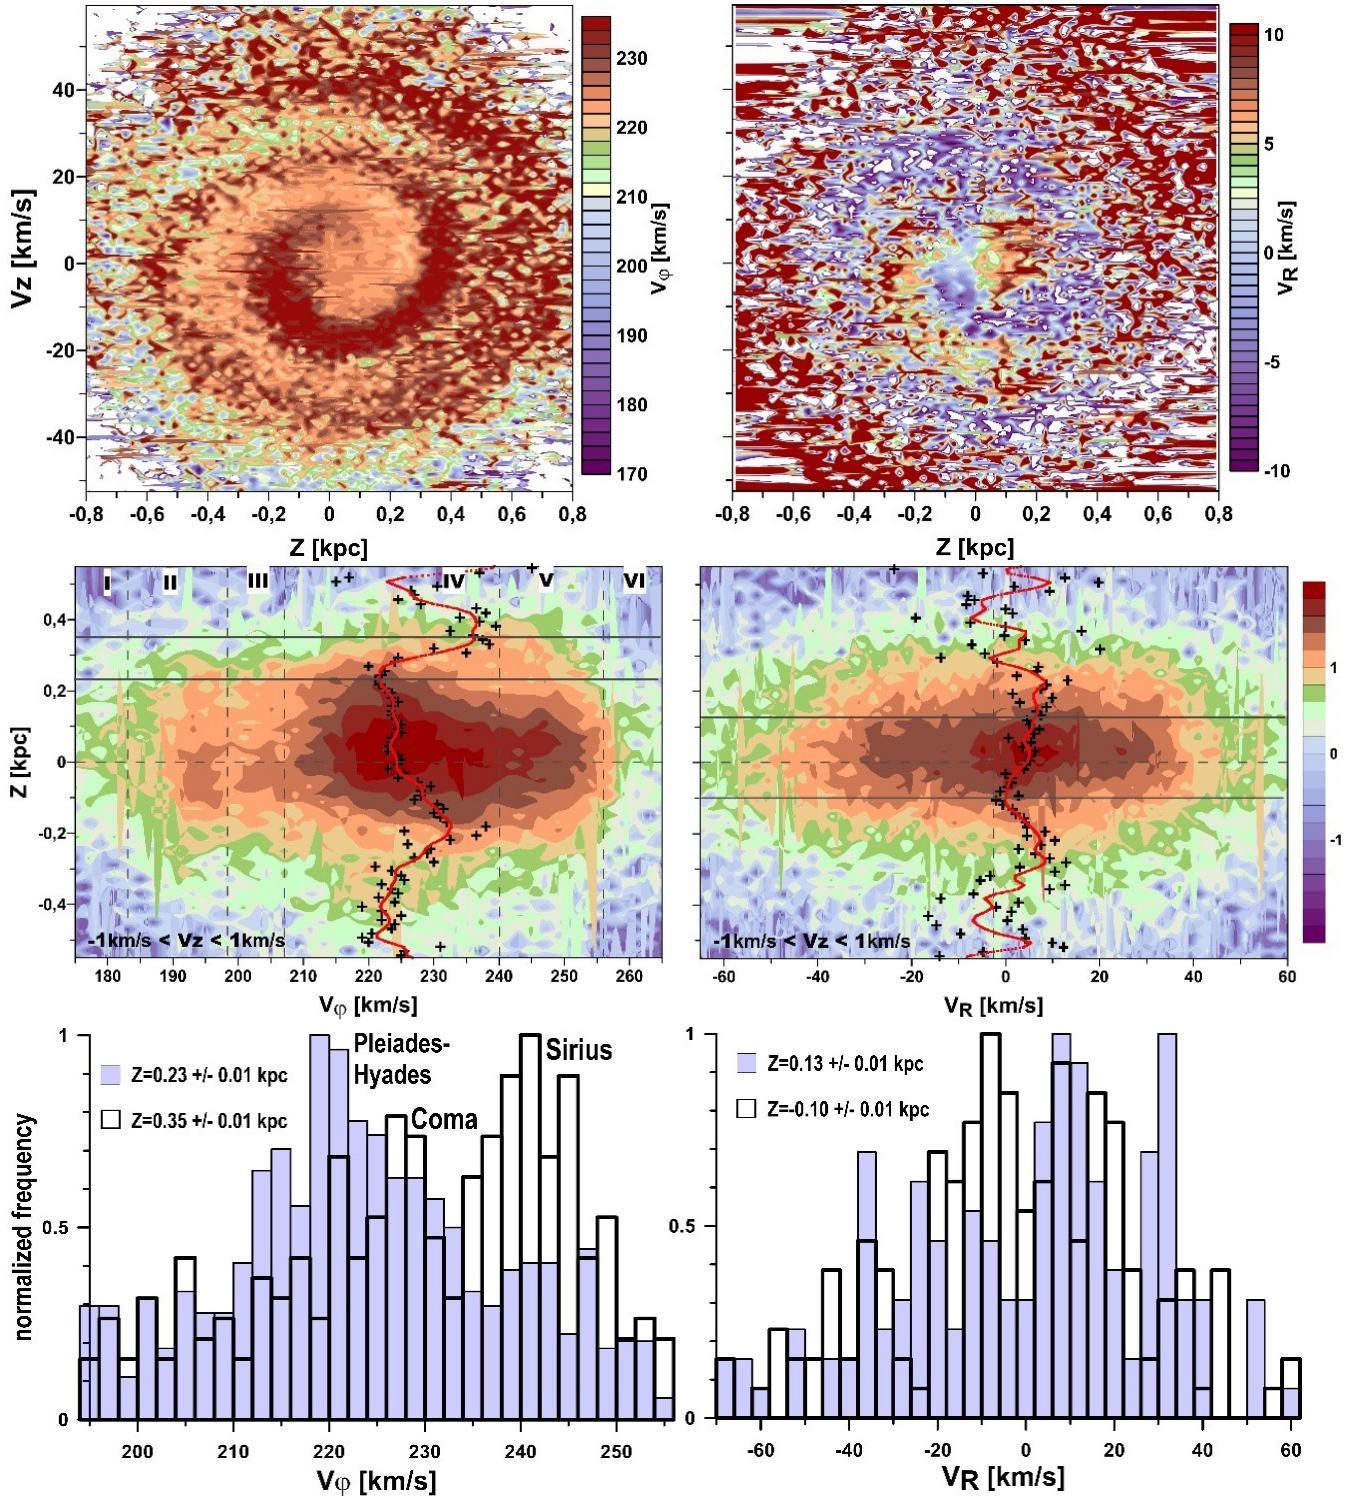 40
20
0
-20
-40
Vz [km/s]
-0,8 -0,6 -0,4 -0,2 0 0,2 0,4 0,6 0,8
Z [kpc]
230
220
210
200
190
180
170
Vφ [km/s]
-0,8 -0,6 -0,4 -0,2 0 0,2 0,4 0,6 0,8
Z [kpc]
10
5
0
-5
-10
VR [km/s]
I II III IV V VI
0,4
0,2
0
-0,2
-0,4
Z [kpc]
-1km/s < Vz < 1km/s
180 190 200 210 220 230 240 250 260
Vφ [km/s]
-1km/s < Vz < 1km/s
-60 -40 -20 0 20 40 60
VR [km/s]
1
0
-1
1
0.5
0
normalized frequency
Z=0.23 +/- 0.01 kpc
Z=0.35 +/- 0.01 kpc
Pleiades-
Hyades
Coma
Sirius
200 210 220 230 240 250
Vφ [km/s]
1
0.5
0
Z=0.13 +/- 0.01 kpc
Z=-0.10 +/- 0.01 kpc
-60 -40 -20 0 20 40 60
VR [km/s]